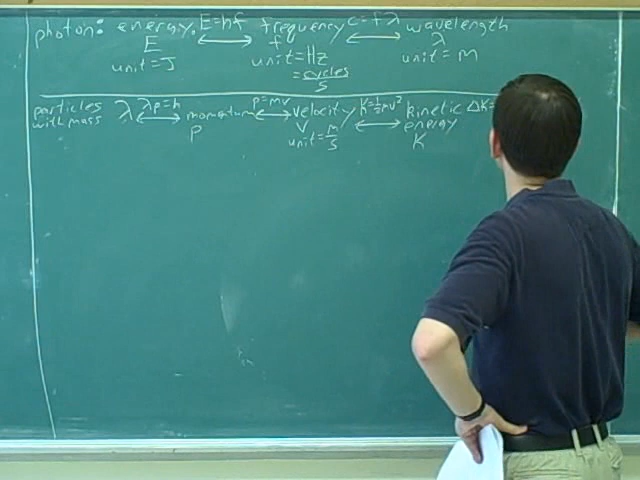 photon: energy E=hf frequency c=fλ wavelength
E f λ
unit=J unit=Hz unit=m
=cycles/s
particles with mass λ λp=h momentum p=mv velocity K=½mv² kinetic energy ΔK=
p v K
unit=m/s